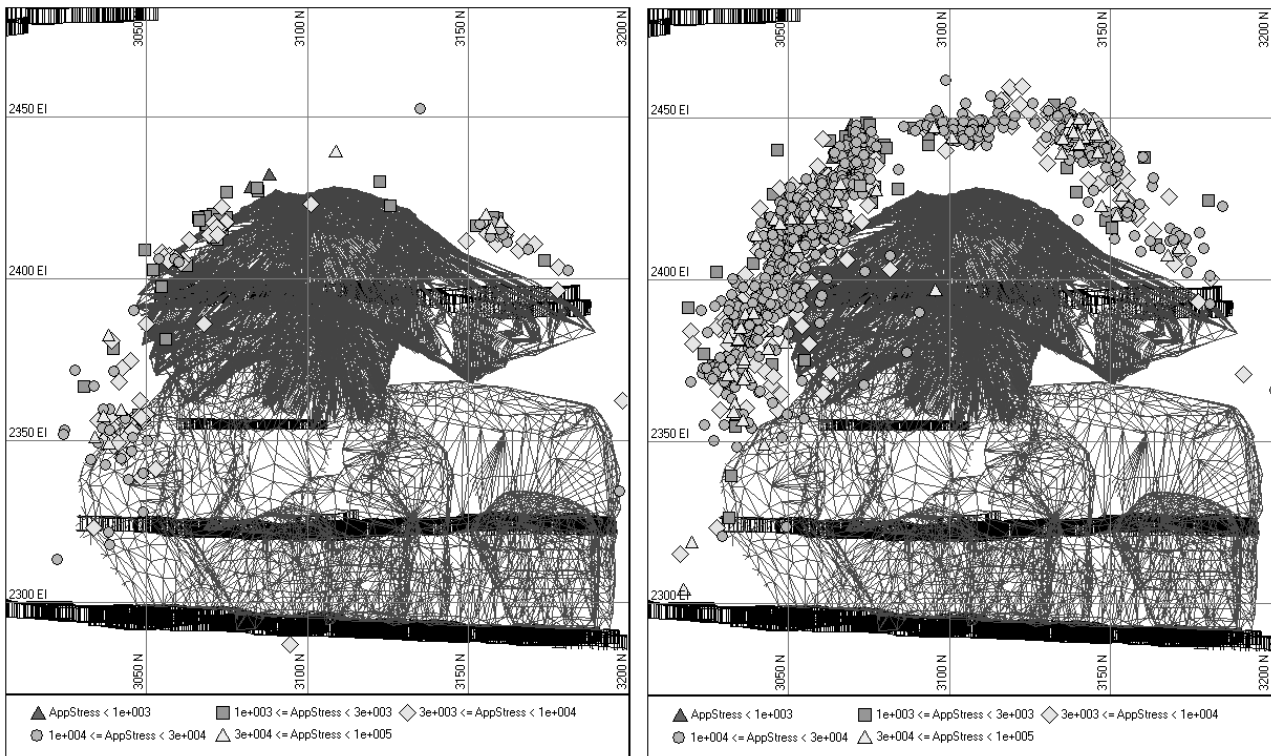 3050 N 3100 N 3150 N 3200 N
2450 El
2400 El
2350 El
2300 El
3050 N 3100 N 3150 N 3200 N
AppStress < 1e+003 1e+003 <= AppStress < 3e+003 3e+003 <= AppStress < 1e+004
1e+004 <= AppStress < 3e+004 3e+004 <= AppStress < 1e+005
3050 N 3100 N 3150 N 3200 N
2450 El
2400 El
2350 El
2300 El
3050 N 3100 N 3150 N 3200 N
AppStress < 1e+003 1e+003 <= AppStress < 3e+003 3e+003 <= AppStress < 1e+004
1e+004 <= AppStress < 3e+004 3e+004 <= AppStress < 1e+005